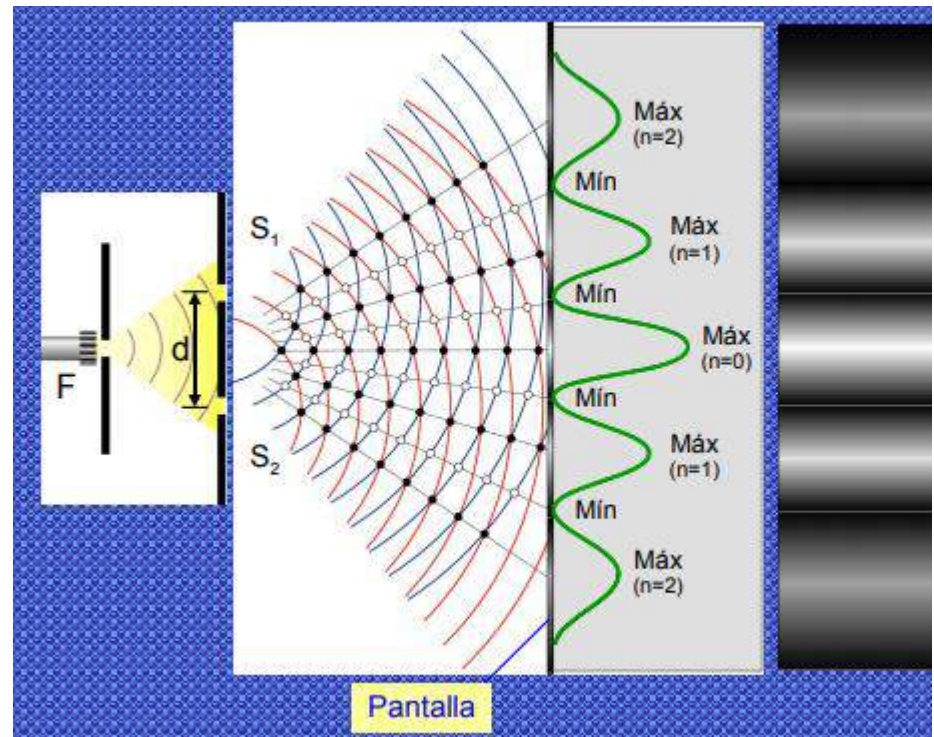 F
d
S1
S2
Máx
(n=2)
Mín
Máx
(n=1)
Mín
Máx
(n=0)
Mín
Máx
(n=1)
Mín
Máx
(n=2)
Pantalla